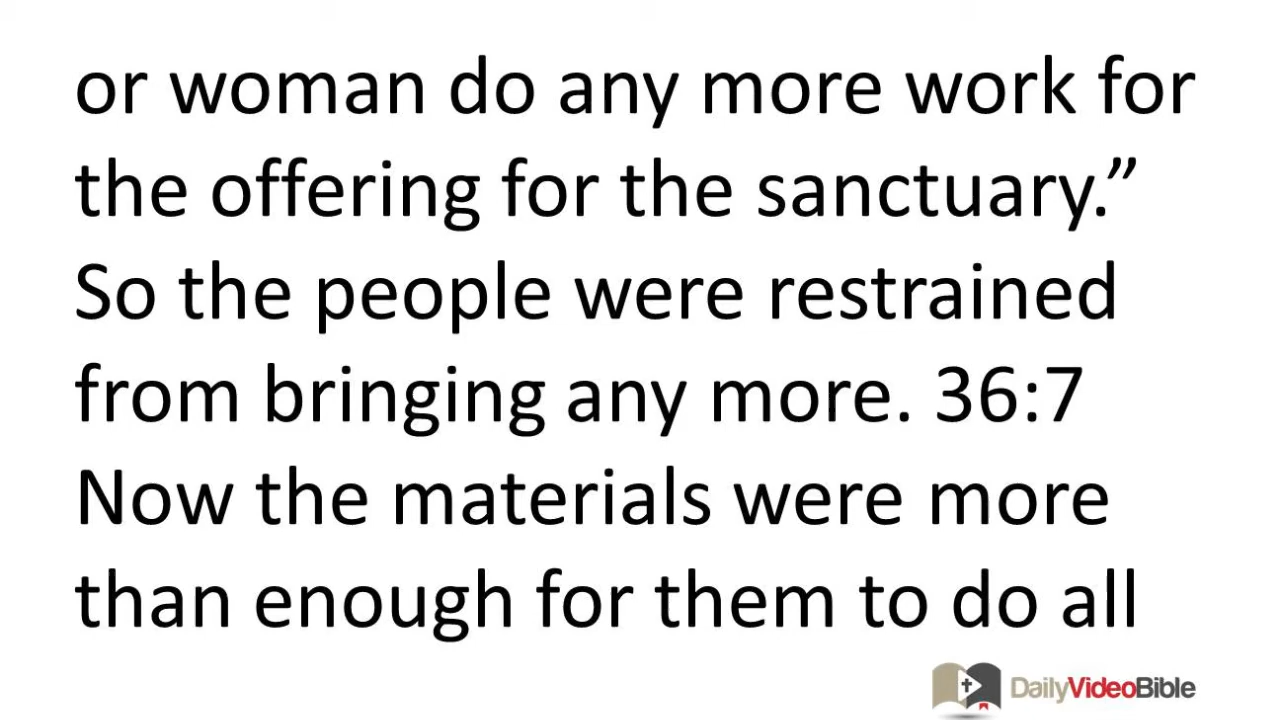 or woman do any more work for
the offering for the sanctuary.”
So the people were restrained
from bringing any more. 36:7
Now the materials were more
than enough for them to do all
DailyVideoBible